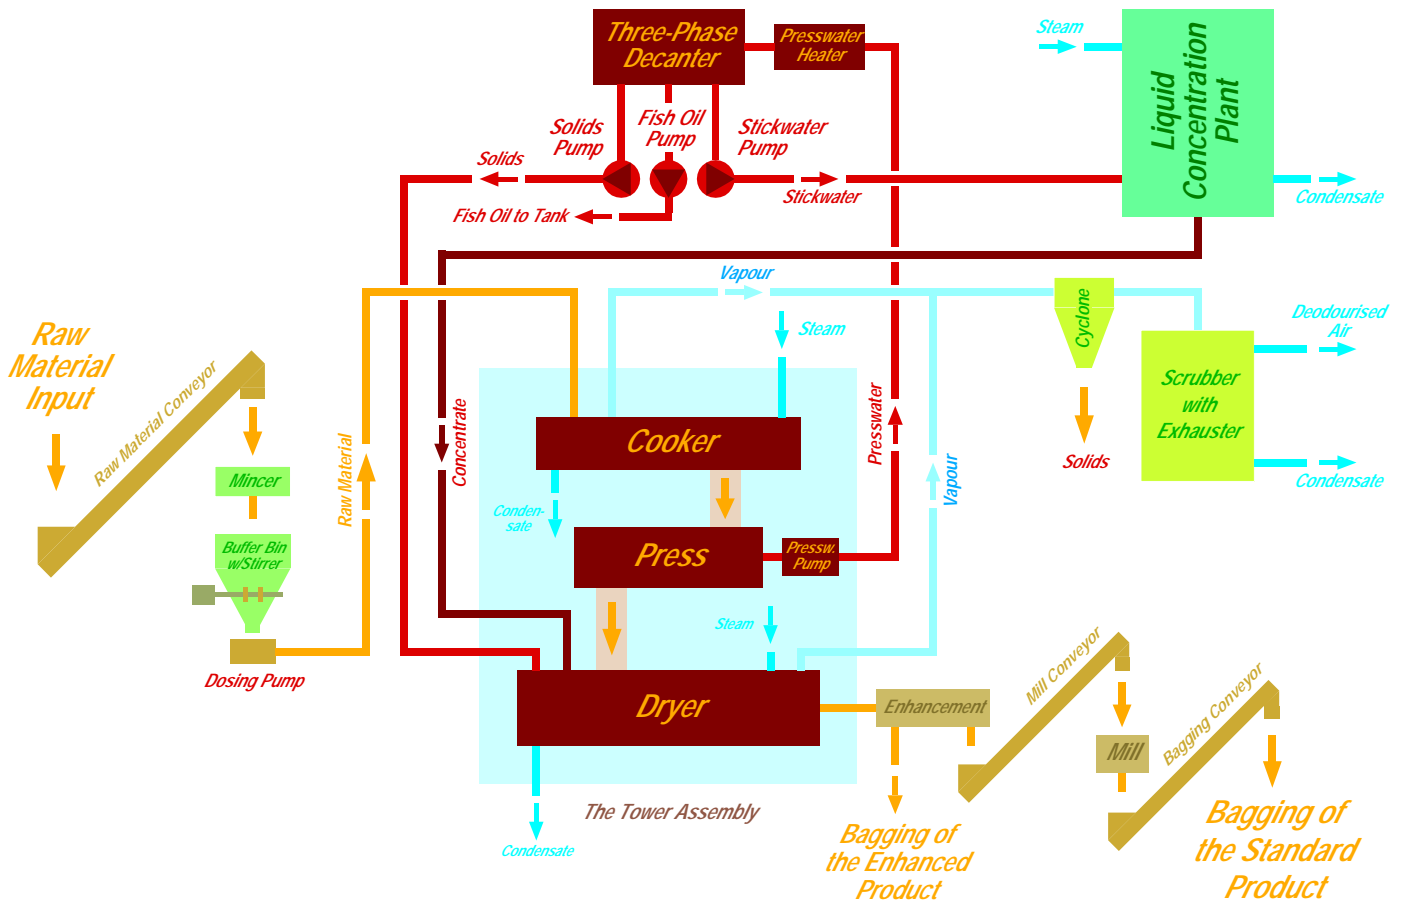 Three-Phase
Decanter
Presswater
Heater
Steam
Liquid
Concentration
Plant
Solids
Pump
Fish Oil
Pump
Stickwater
Pump
Solids
Fish Oil to Tank
Stickwater
Condensate
Vapour
Steam
Cyclone
Deodourised
Air
Raw
Material
Input
Raw Material Conveyor
Scrubber
with
Exhauster
Solids
Condensate
Mincer
Raw Material
Concentrate
Cooker
Presswater
Vapour
Conden-
sate
Buffer Bin
w/Stirrer
Press
Pressw.
Pump
Dosing Pump
Steam
Dryer
Enhancement
Mill Conveyor
Mill
Bagging Conveyor
The Tower Assembly
Condensate
Bagging of
the Enhanced
Product
Bagging of
the Standard
Product